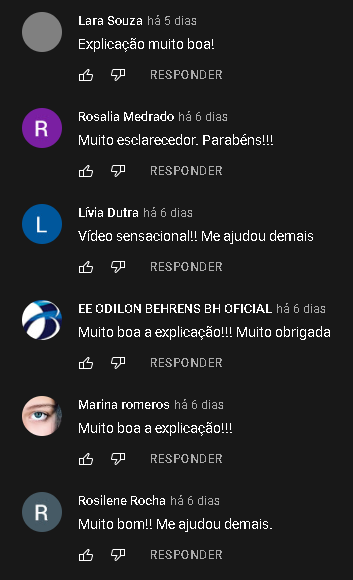 Lara Souza há 5 dias
Explicação muito boa!
RESPONDER
R
Rosalia Medrado há 6 dias
Muito esclarecedor. Parabéns!!!
RESPONDER
L
Lívia Dutra há 6 dias
Vídeo sensacional!! Me ajudou demais
RESPONDER
EE ODILON BEHRENS BH OFICIAL há 6 dias
Muito boa a explicação!!! Muito obrigada
RESPONDER
Marina romeros há 6 dias
Muito boa a explicação!!!
RESPONDER
R
Rosilene Rocha há 6 dias
Muito bom!! Me ajudou demais.
RESPONDER